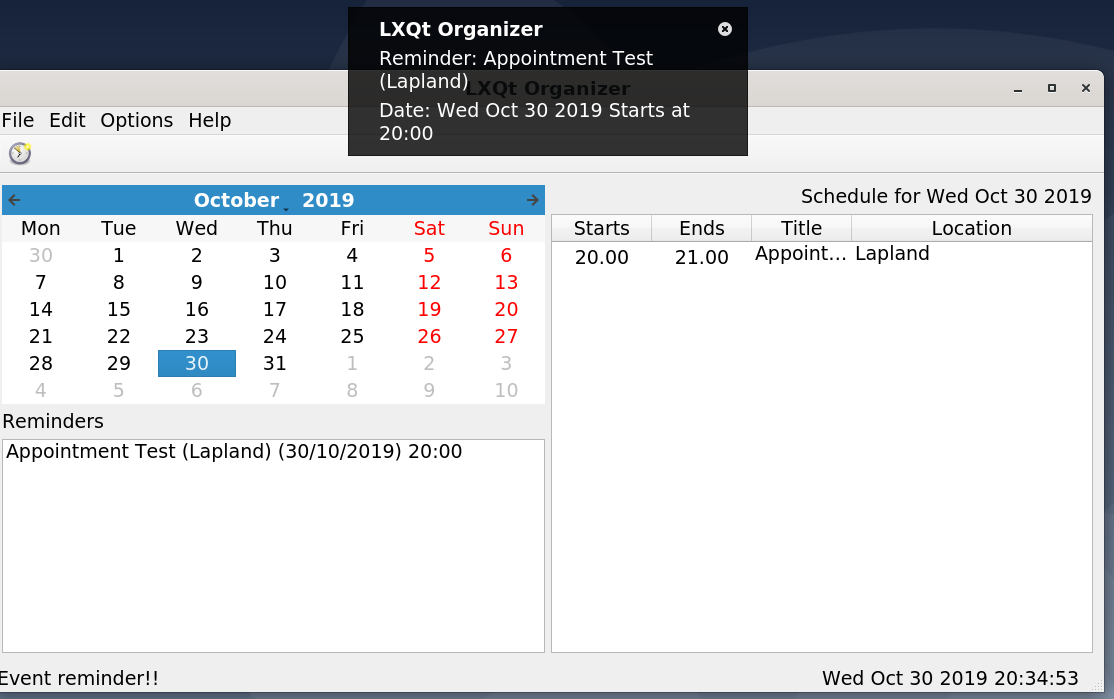 LXQt Organizer
Reminder: Appointment Test
(Lapland)
Date: Wed Oct 30 2019 Starts at
20:00
LXQt Organizer
File Edit Options Help
October 2019
Mon Tue Wed Thu Fri Sat Sun
30 1 2 3 4 5 6
7 8 9 10 11 12 13
14 15 16 17 18 19 20
21 22 23 24 25 26 27
28 29 30 31 1 2 3
4 5 6 7 8 9 10
Reminders
Appointment Test (Lapland) (30/10/2019) 20:00
Schedule for Wed Oct 30 2019
Starts Ends Title Location
20.00 21.00 Appoint... Lapland
Event reminder!!
Wed Oct 30 2019 20:34:53